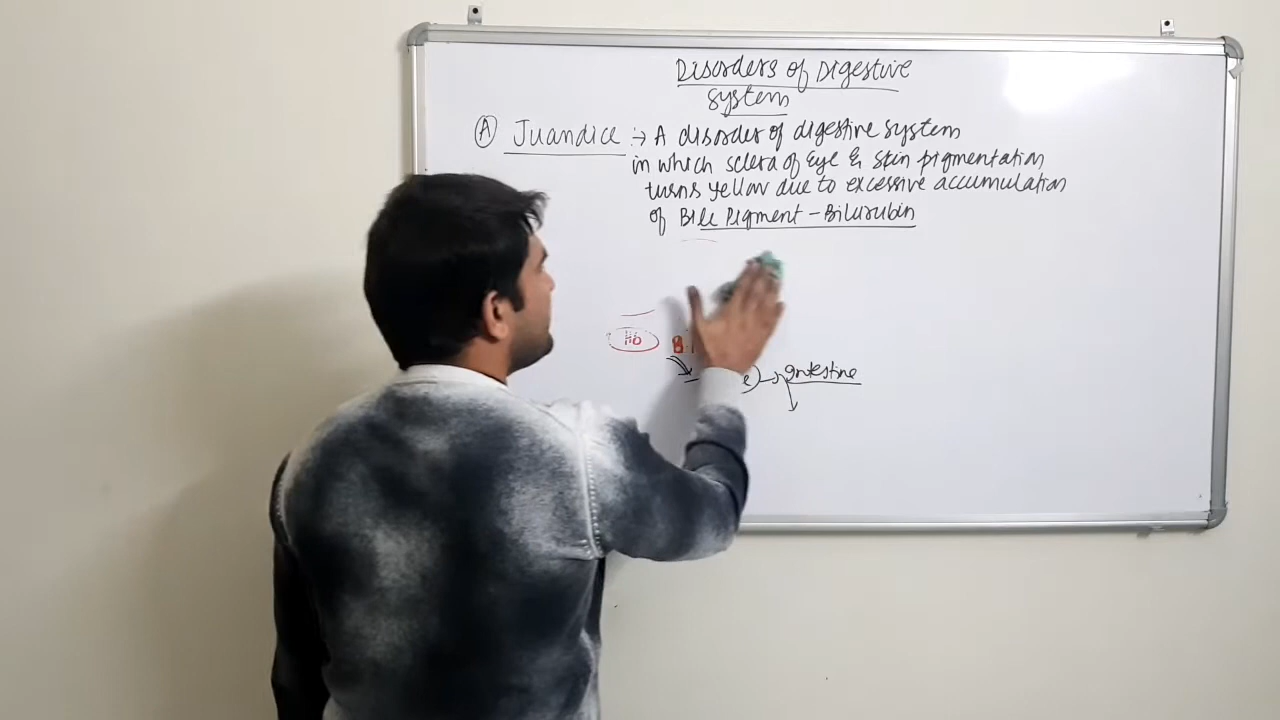 Disorders of Digestive
System
A Juandice :→ A disorder of digestive system
in which sclera of Eye & skin pigmentation
turns yellow due to excessive accumulation
of Bile Pigment - Bilurubin
Hb
Intestine